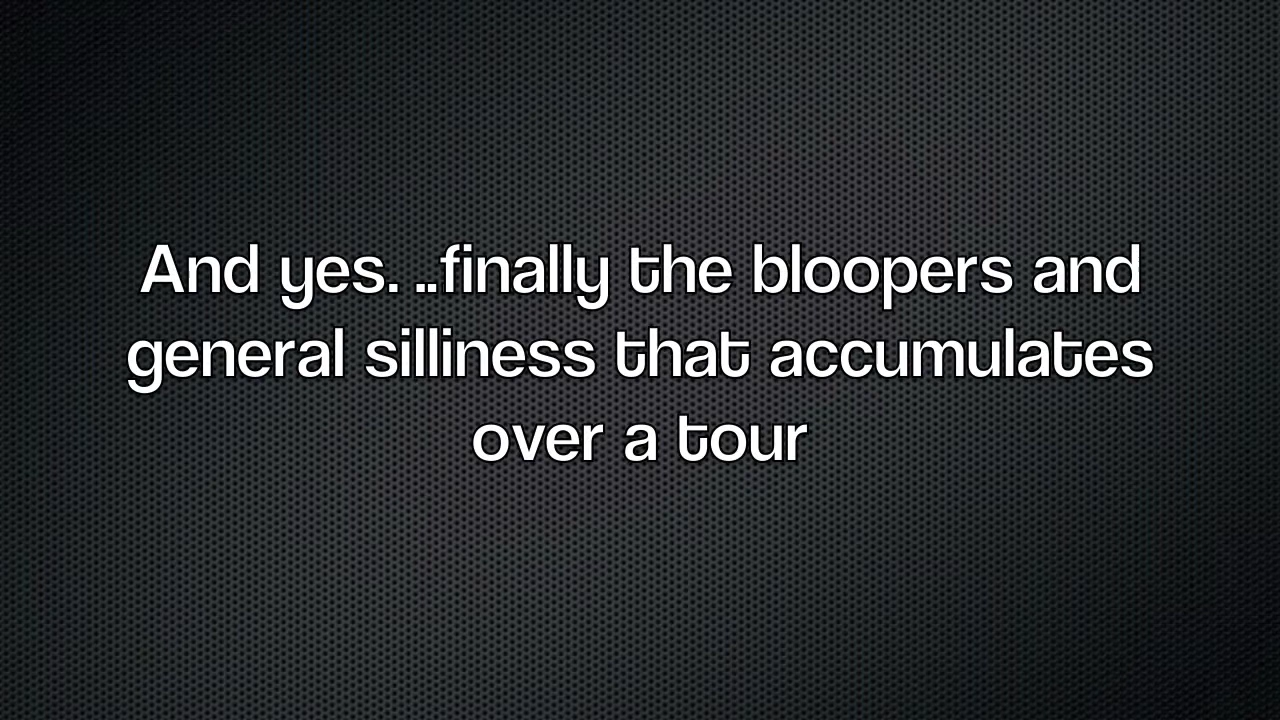 And yes. ..finally the bloopers and
general silliness that accumulates
over a tour